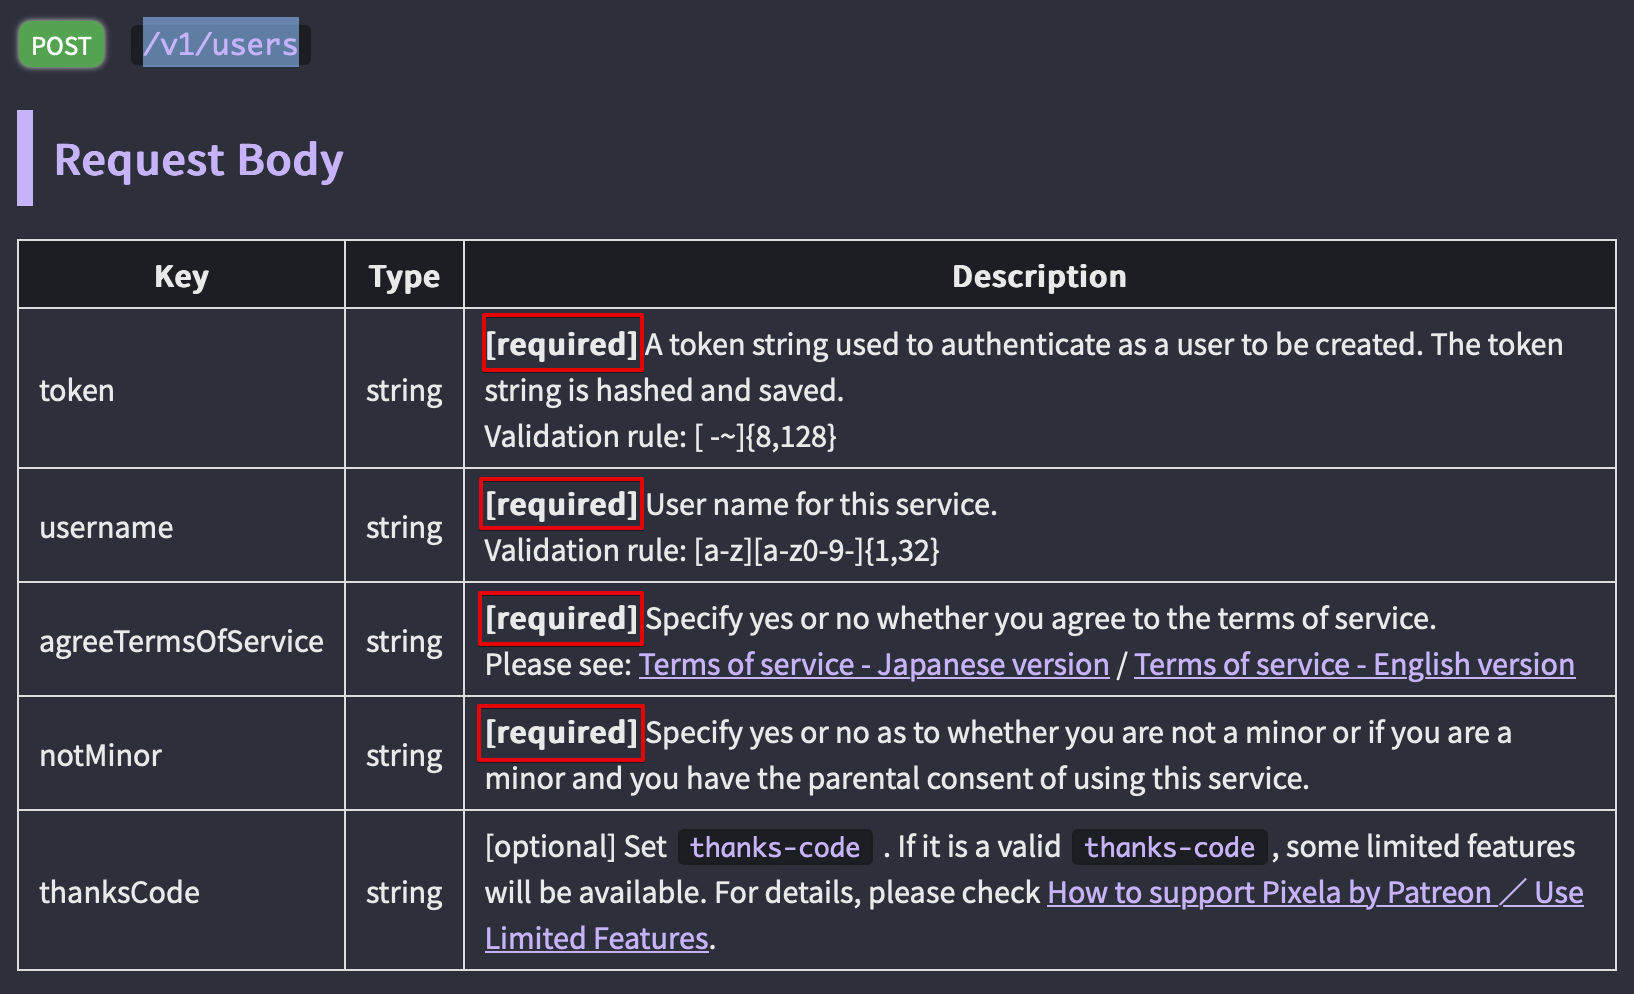 POST /v1/users
Request Body
Key Type Description
token string [required] A token string used to authenticate as a user to be created. The token
string is hashed and saved.
Validation rule: [ -~]{8,128}
username string [required] User name for this service.
Validation rule: [a-z][a-z0-9-]{1,32}
agreeTermsOfService string [required] Specify yes or no whether you agree to the terms of service.
Please see: Terms of service - Japanese version / Terms of service - English version
notMinor string [required] Specify yes or no as to whether you are not a minor or if you are a
minor and you have the parental consent of using this service.
thanksCode string [optional] Set thanks-code . If it is a valid thanks-code , some limited features
will be available. For details, please check How to support Pixela by Patreon ／ Use
Limited Features.